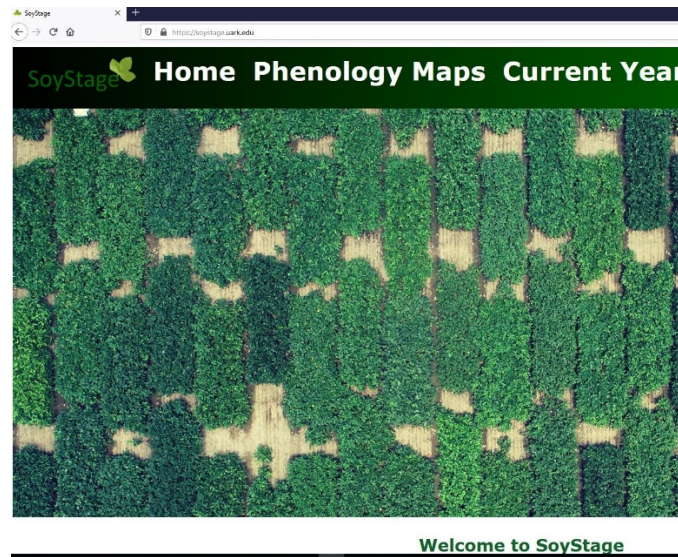 SoyStage
https://soystage.uark.edu
SoyStage Home Phenology Maps Current Year
Welcome to SoyStage